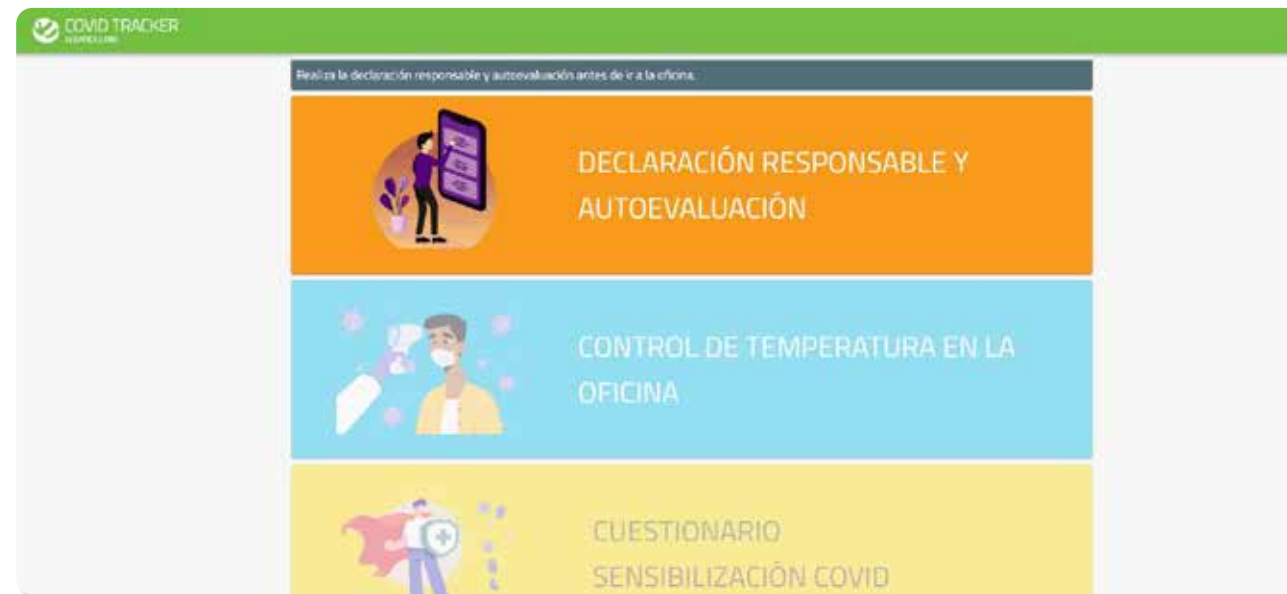 COVID TRACKER
Realiza la declaración responsable y autoevaluación antes de ir a la oficina.
DECLARACIÓN RESPONSABLE Y
AUTOEVALUACIÓN
CONTROL DE TEMPERATURA EN LA
OFICINA
CUESTIONARIO
SENSIBILIZACIÓN COVID